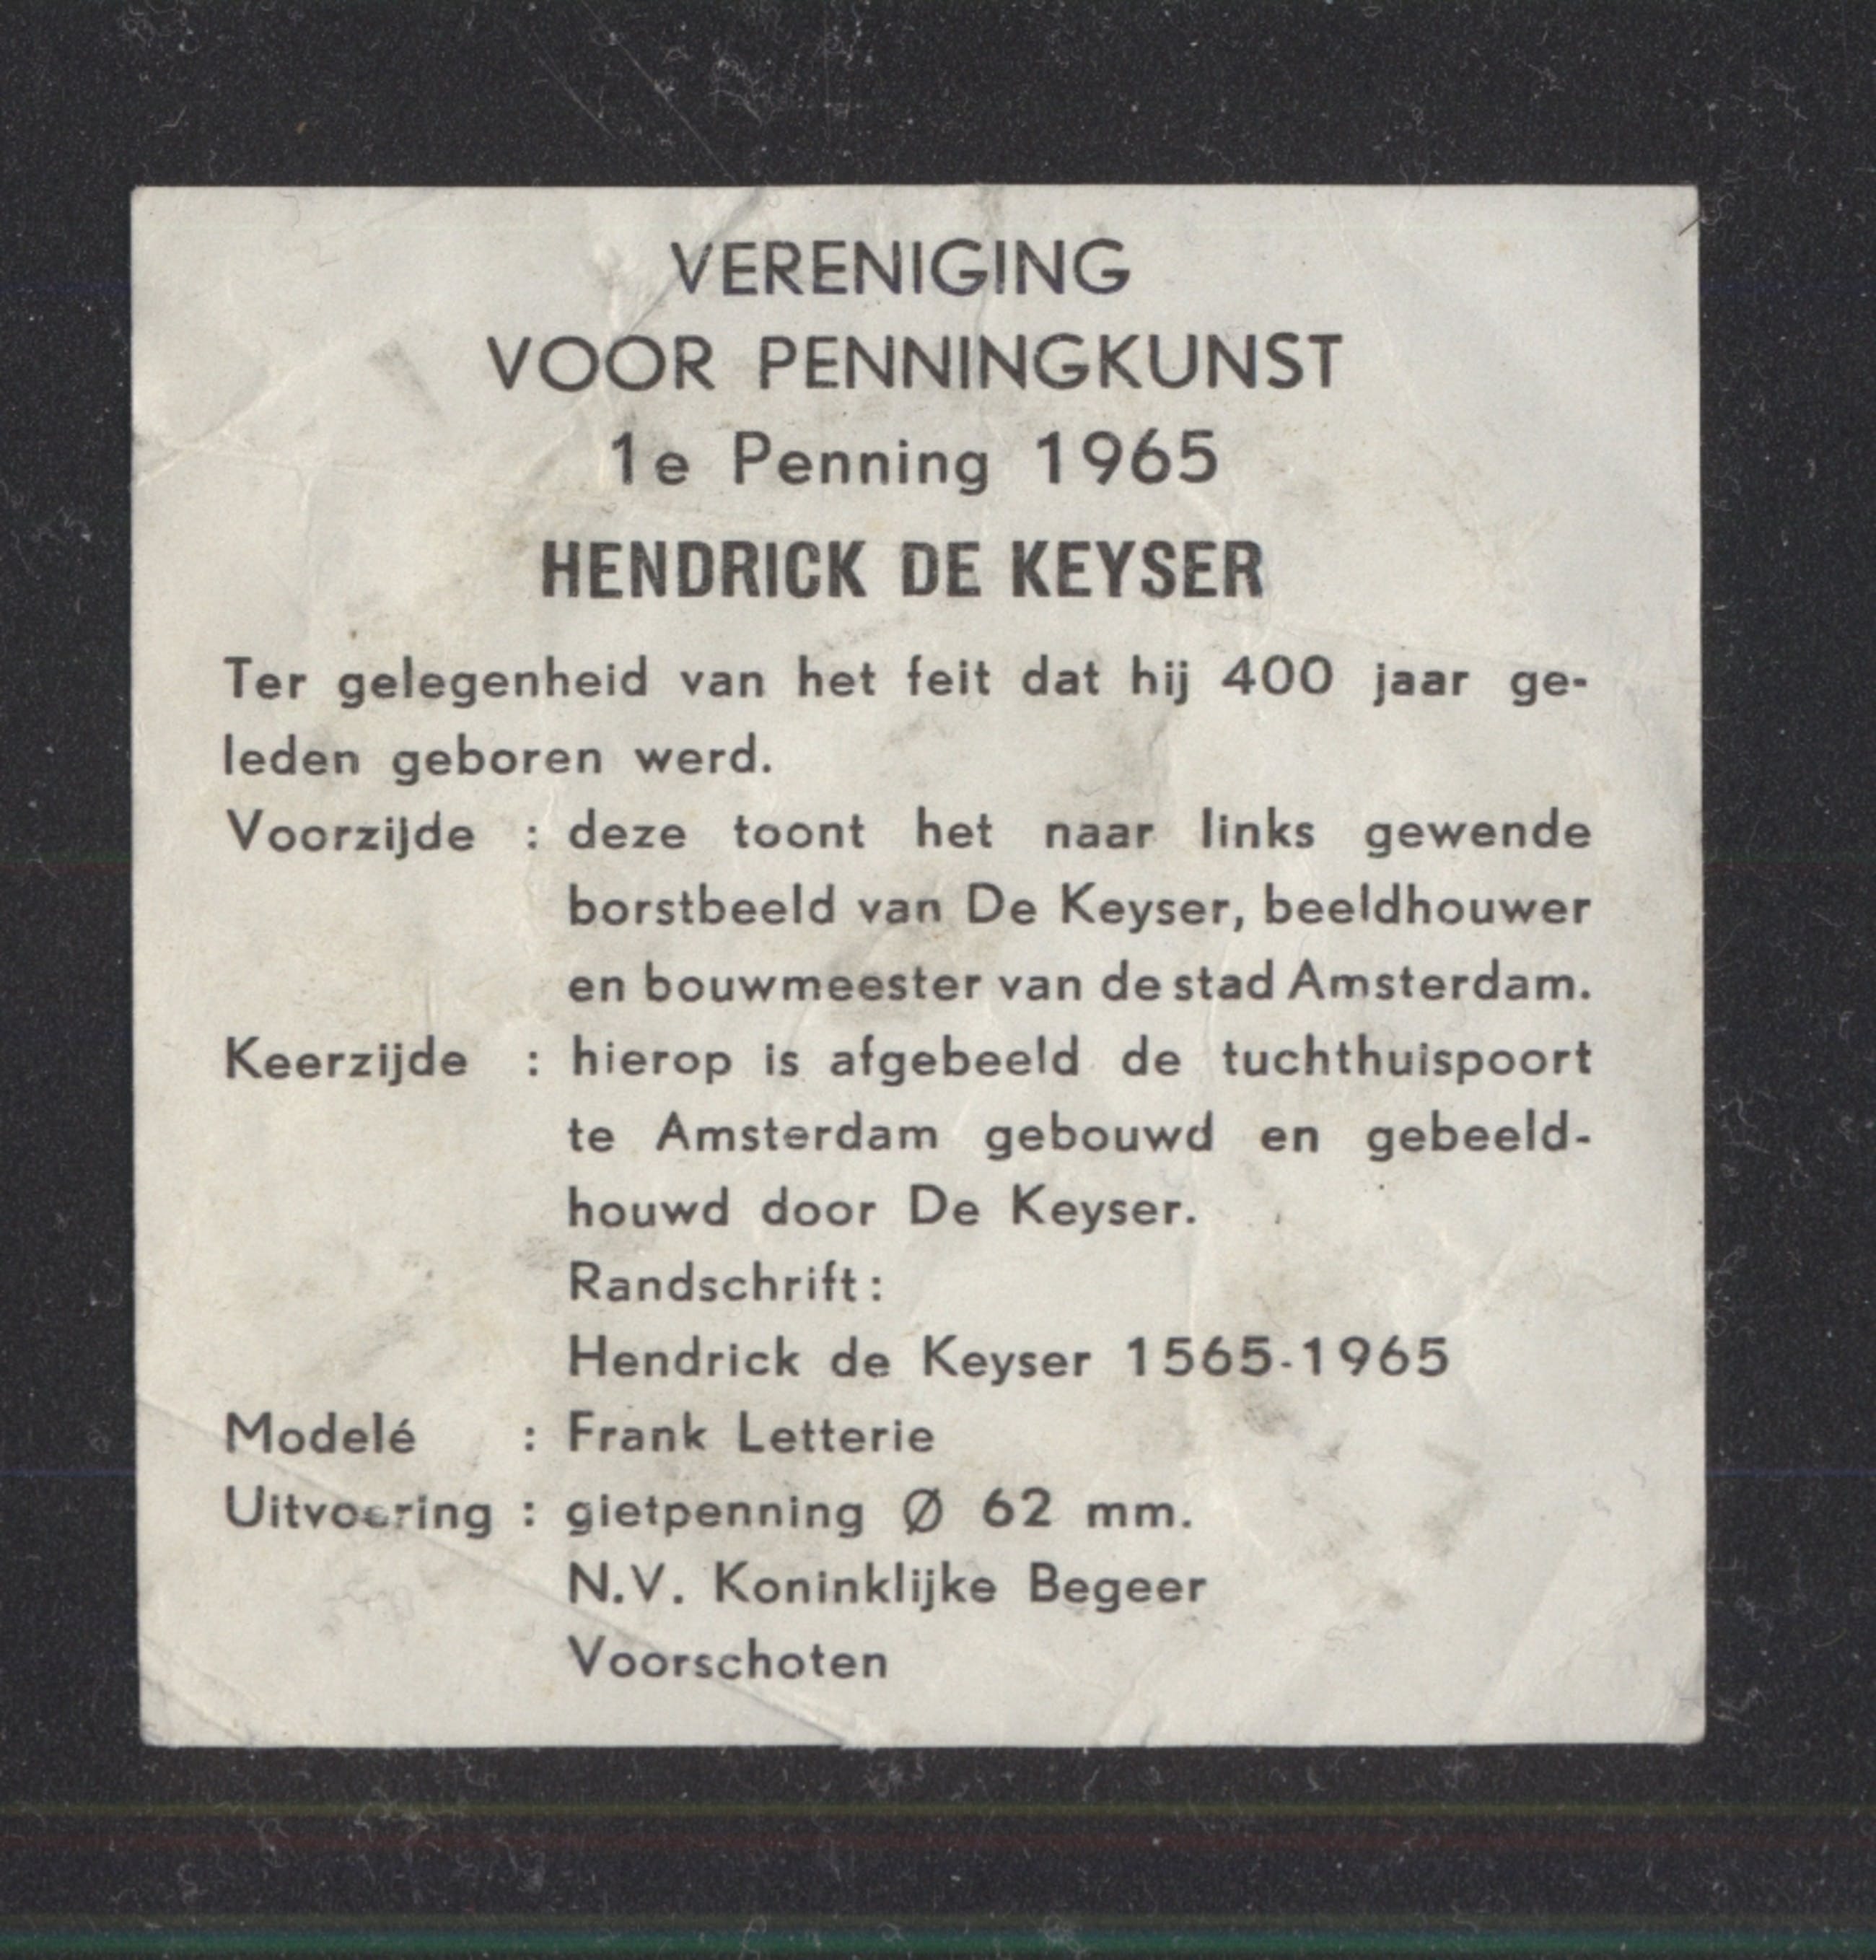 VERENIGING
VOOR PENNINGKUNST
1e Penning 1965
HENDRICK DE KEYSER
Ter gelegenheid van het feit dat hij 400 jaar ge-
leden geboren werd.
Voorzijde : deze toont het naar links gewende
borstbeeld van De Keyser, beeldhouwer
en bouwmeester van de stad Amsterdam.
Keerzijde : hierop is afgebeeld de tuchthuispoort
te Amsterdam gebouwd en gebeeld-
houwd door De Keyser.
Randschrift:
Hendrick de Keyser 1565-1965
Modelé : Frank Letterie
Uitvoering : gietpenning Ø 62 mm.
N.V. Koninklijke Begeer
Voorschoten